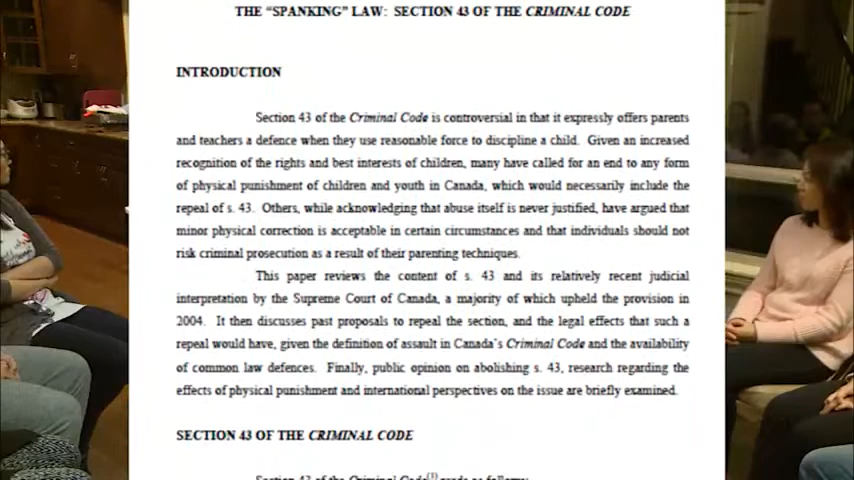 THE “SPANKING” LAW: SECTION 43 OF THE CRIMINAL CODE
INTRODUCTION
Section 43 of the Criminal Code is controversial in that it expressly offers parents
and teachers a defence when they use reasonable force to discipline a child. Given an increased
recognition of the rights and best interests of children, many have called for an end to any form
of physical punishment of children and youth in Canada, which would necessarily include the
repeal of s. 43. Others, while acknowledging that abuse itself is never justified, have argued that
minor physical correction is acceptable in certain circumstances and that individuals should not
risk criminal prosecution as a result of their parenting techniques.
This paper reviews the content of s. 43 and its relatively recent judicial
interpretation by the Supreme Court of Canada, a majority of which upheld the provision in
2004. It then discusses past proposals to repeal the section, and the legal effects that such a
repeal would have, given the definition of assault in Canada’s Criminal Code and the availability
of common law defences. Finally, public opinion on abolishing s. 43, research regarding the
effects of physical punishment and international perspectives on the issue are briefly examined.
SECTION 43 OF THE CRIMINAL CODE
Section 43 of the Criminal Code(1) reads as follows: